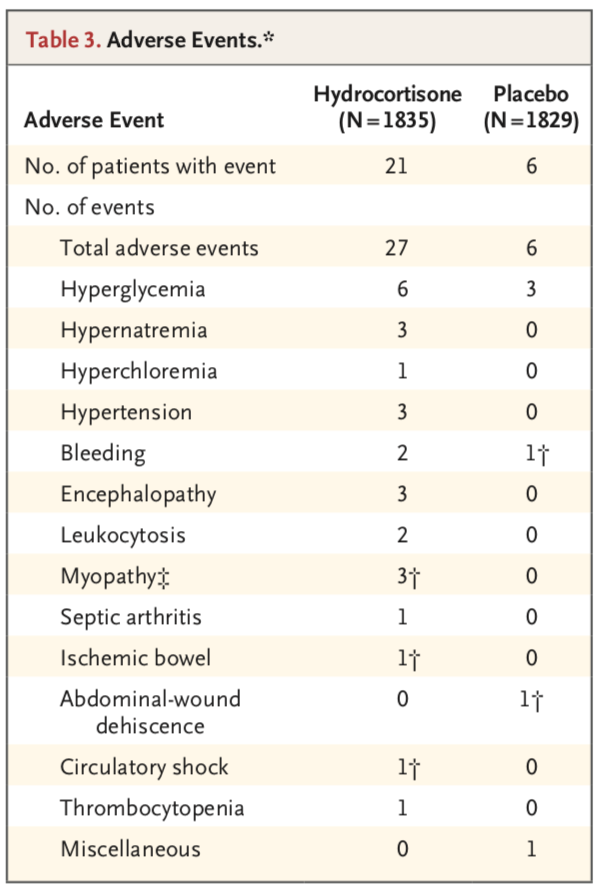 Table 3. Adverse Events.*
Adverse Event Hydrocortisone (N=1835) Placebo (N=1829)
No. of patients with event 21 6
No. of events
Total adverse events 27 6
Hyperglycemia 6 3
Hypernatremia 3 0
Hyperchloremia 1 0
Hypertension 3 0
Bleeding 2 1†
Encephalopathy 3 0
Leukocytosis 2 0
Myopathy‡ 3† 0
Septic arthritis 1 0
Ischemic bowel 1† 0
Abdominal-wound 0 1†
dehiscence
Circulatory shock 1† 0
Thrombocytopenia 1 0
Miscellaneous 0 1